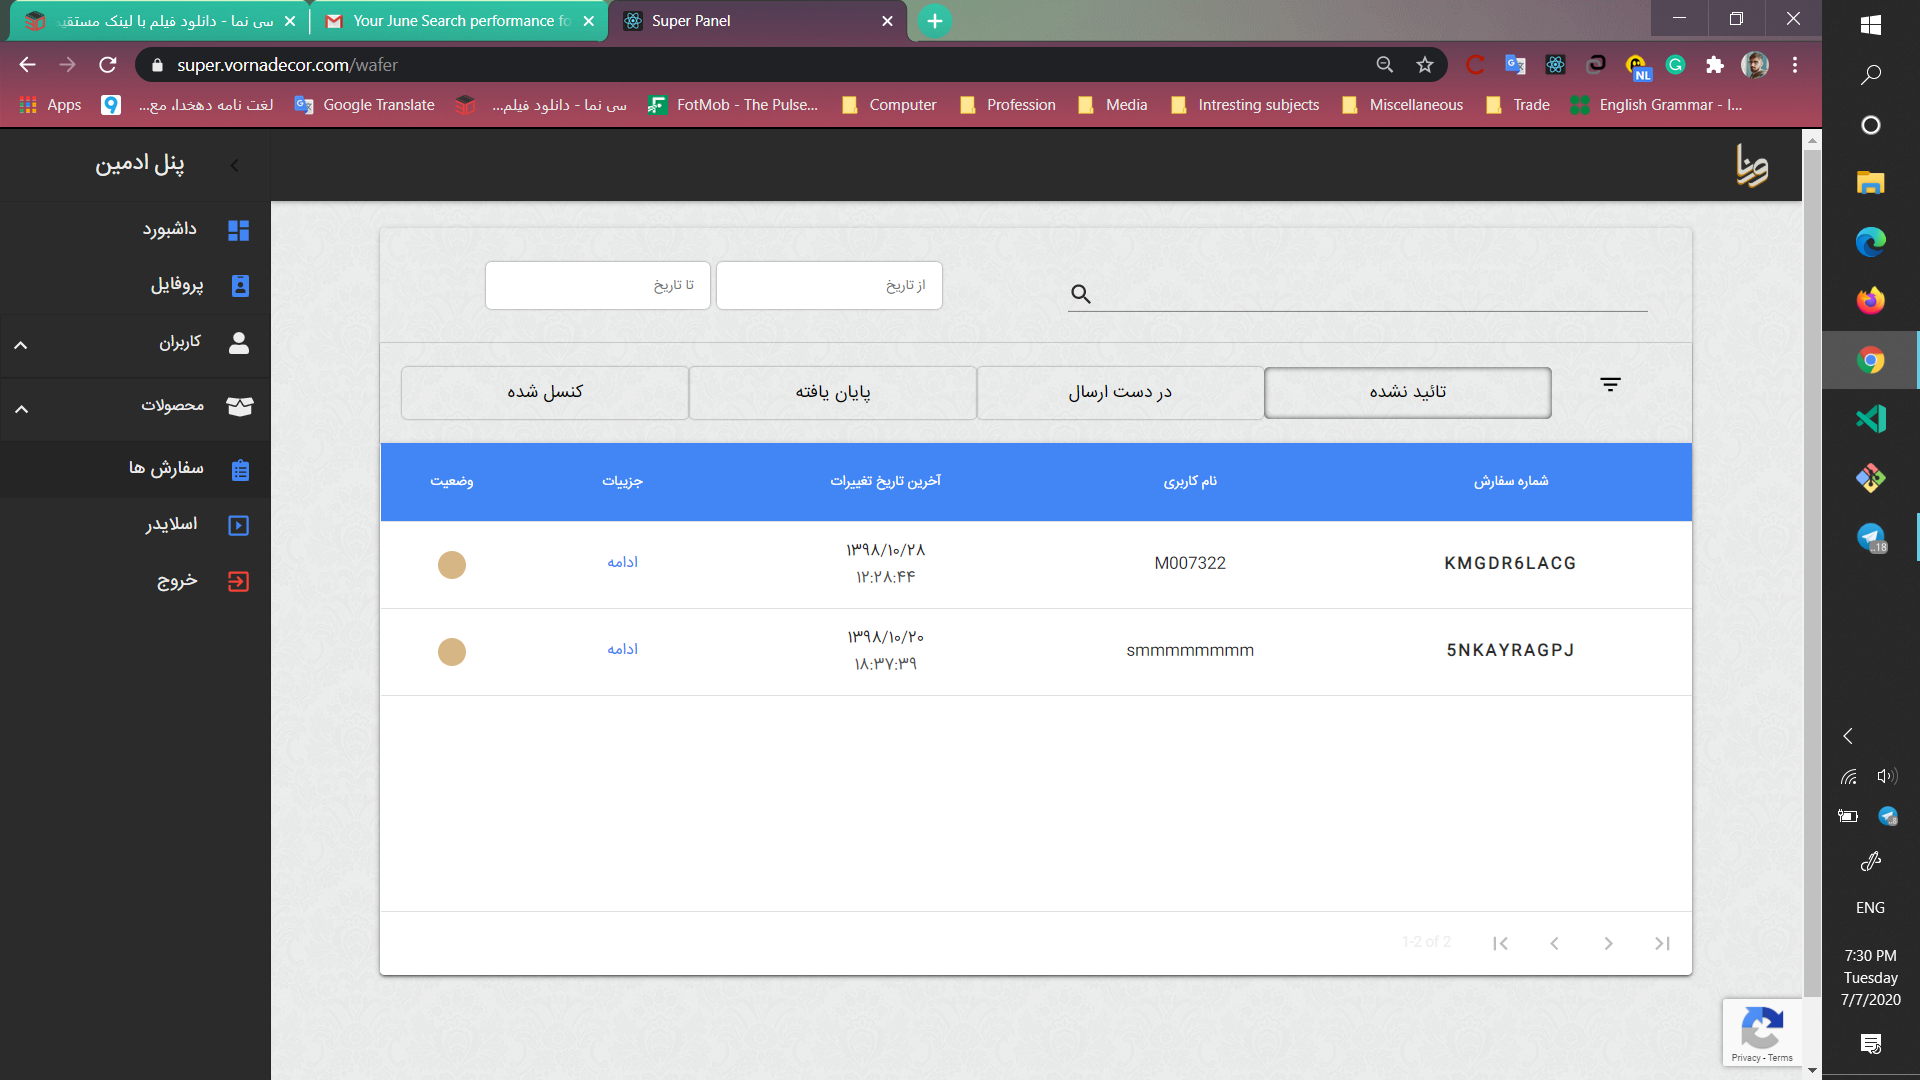 سی نما - دانلود فیلم با لینک مستقیم
Your June Search performance fo
Super Panel
super.vornadecor.com/wafer
Apps
لغت نامه دهخدا، مع...
Google Translate
سی نما - دانلود فیلم...
FotMob - The Pulse...
Computer
Profession
Media
Intresting subjects
Miscellaneous
Trade
English Grammar - I...
NL
پنل ادمین
داشبورد
پروفایل
کاربران
محصولات
سفارش ها
اسلایدر
خروج
ورنا
از تاریخ
تا تاریخ
تائید نشده
در دست ارسال
پایان یافته
کنسل شده
شماره سفارش
نام کاربری
آخرین تاریخ تغییرات
جزییات
وضعیت
KMGDR6LACG
M007322
۱۳۹۸/۱۰/۲۸
۱۲:۲۸:۴۴
ادامه
5NKAYRAGPJ
smmmmmmmm
۱۳۹۸/۱۰/۲۰
۱۸:۳۷:۳۹
ادامه
1-2 of 2
Privacy - Terms
..18
ENG
7:30 PM
Tuesday
7/7/2020